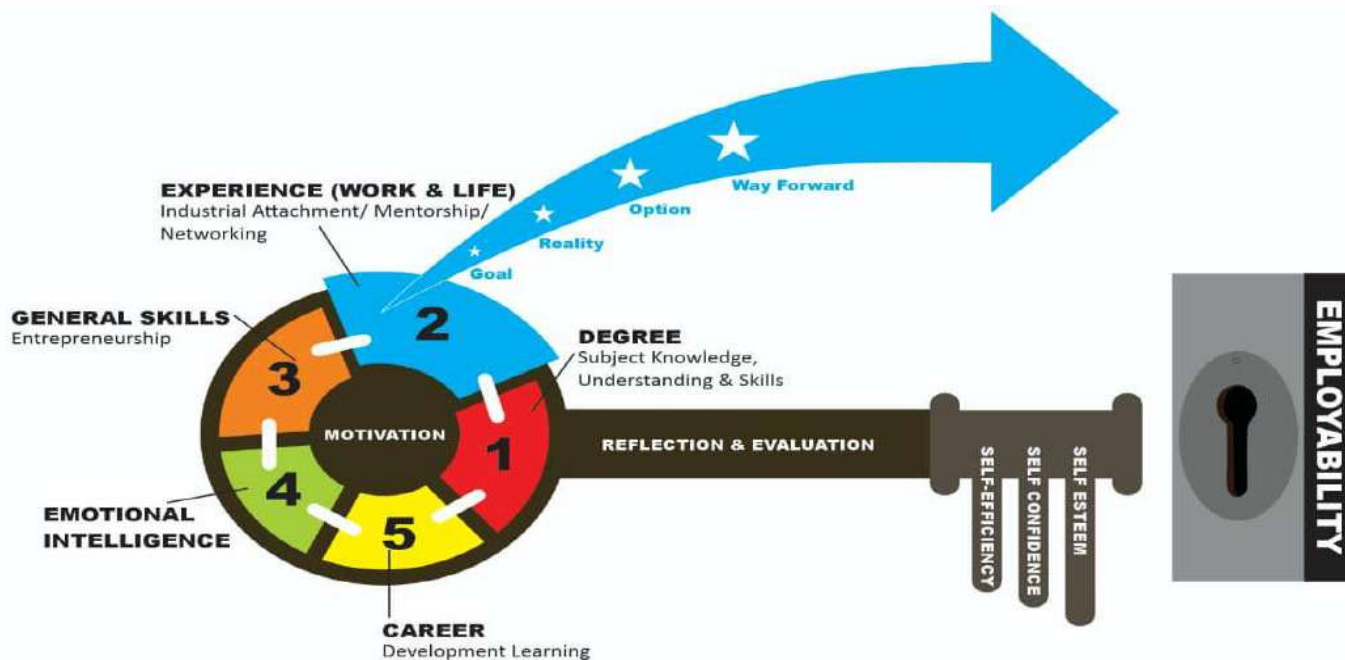 Way Forward
Option
Reality
Goal
EXPERIENCE (WORK & LIFE)
Industrial Attachment/ Mentorship/
Networking
2
GENERAL SKILLS
Entrepreneurship
3
DEGREE
Subject Knowledge,
Understanding & Skills
1
MOTIVATION
REFLECTION & EVALUATION
SELF-EFFICIENCY
SELF CONFIDENCE
SELF ESTEEM
EMPLOYABILITY
4
EMOTIONAL
INTELLIGENCE
5
CAREER
Development Learning